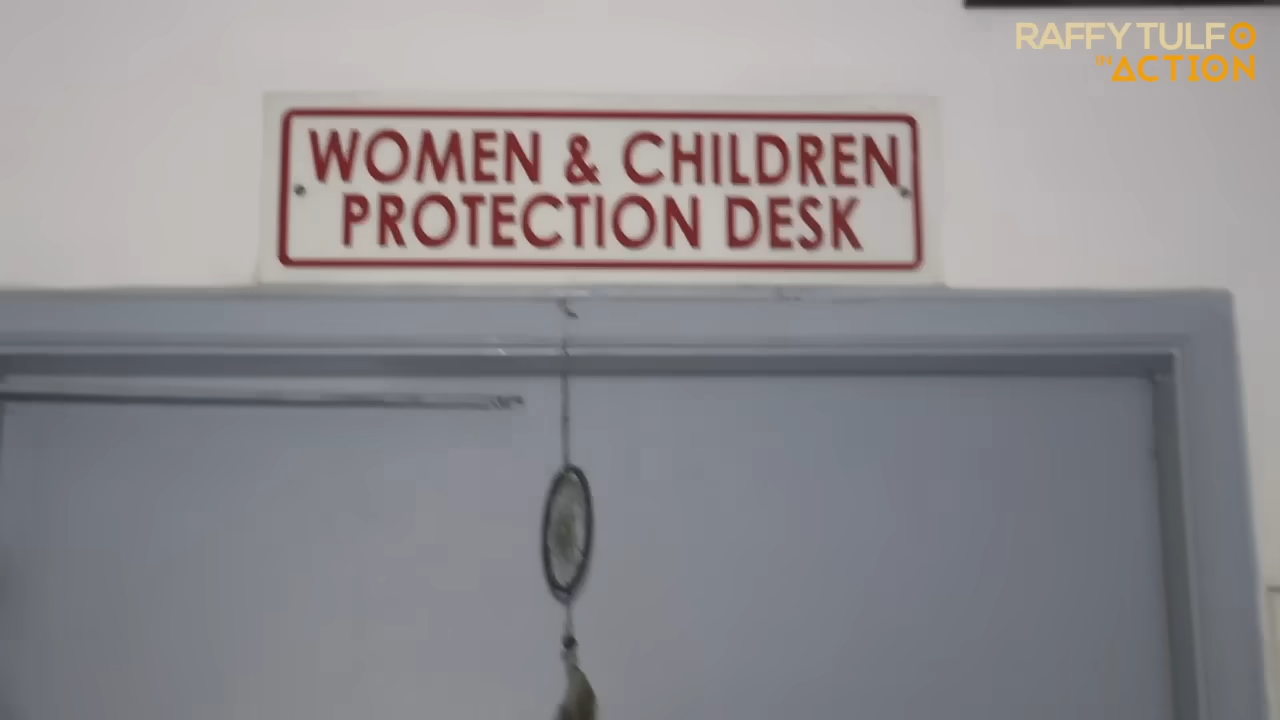 RAFFY TULFO
IN ACTION
WOMEN & CHILDREN
PROTECTION DESK